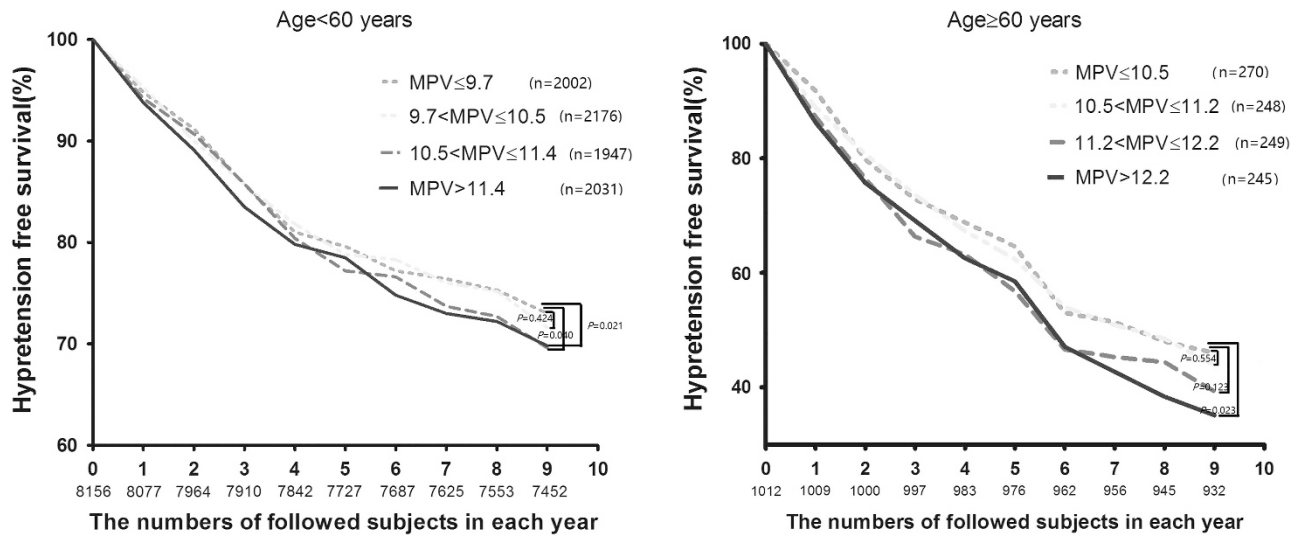 Age<60 years
Hypretension free survival(%)
100
90
80
70
60
MPV≤9.7 (n=2002)
9.7<MPV≤10.5 (n=2176)
10.5<MPV≤11.4 (n=1947)
MPV>11.4 (n=2031)
P=0.424
P=0.040
P=0.021
0 1 2 3 4 5 6 7 8 9 10
8156 8077 7964 7910 7842 7727 7687 7625 7553 7452
The numbers of followed subjects in each year
Age≥60 years
Hypretension free survival(%)
100
80
60
40
MPV≤10.5 (n=270)
10.5<MPV≤11.2 (n=248)
11.2<MPV≤12.2 (n=249)
MPV>12.2 (n=245)
P=0.554
P=0.123
P=0.023
0 1 2 3 4 5 6 7 8 9 10
1012 1009 1000 997 983 976 962 956 945 932
The numbers of followed subjects in each year